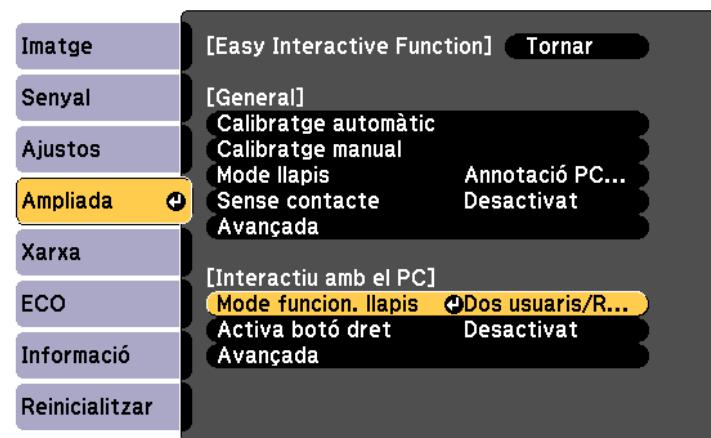 Imatge
Senyal
Ajustos
Ampliada
Xarxa
ECO
Informació
Reinicialitzar
[Easy Interactive Function] Tornar
[General]
Calibratge automàtic
Calibratge manual
Mode llapis Annotació PC...
Sense contacte Desactivat
Avançada
[Interactiu amb el PC]
Mode funcion. llapis Dos usuaris/R...
Activa botó dret Desactivat
Avançada